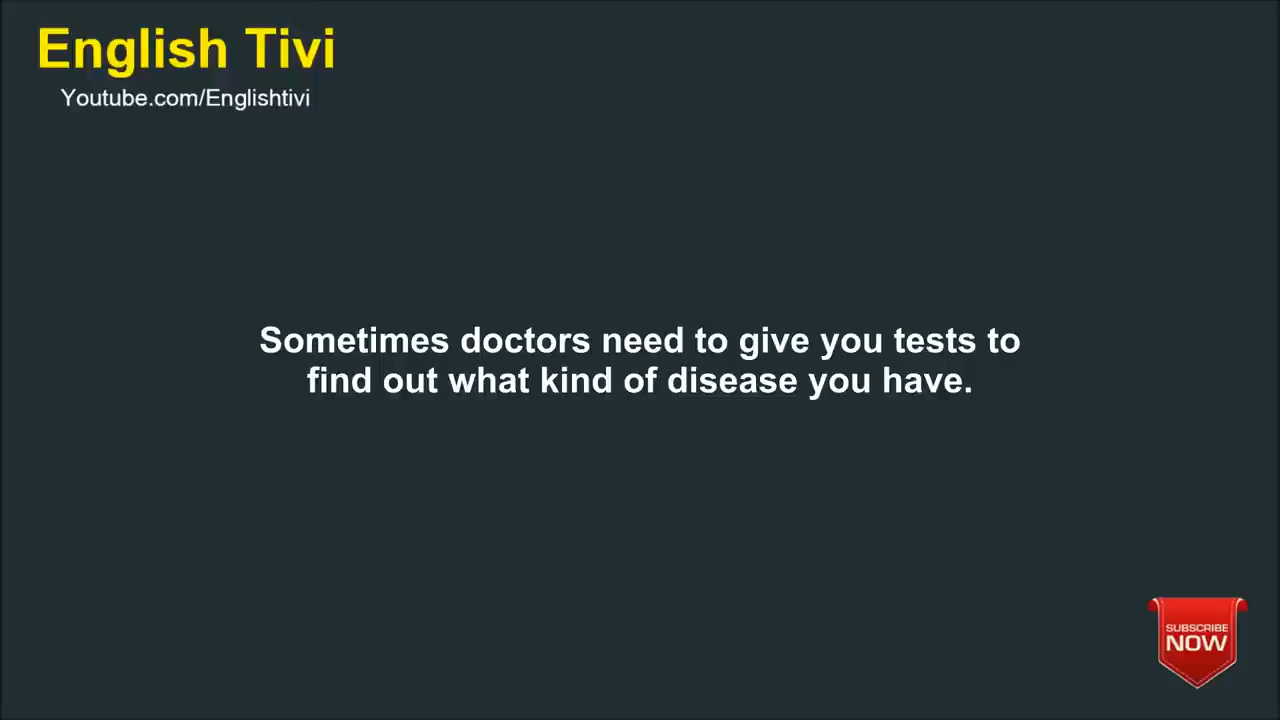 English Tivi
Youtube.com/Englishtivi
Sometimes doctors need to give you tests to
find out what kind of disease you have.
SUBSCRIBE
NOW